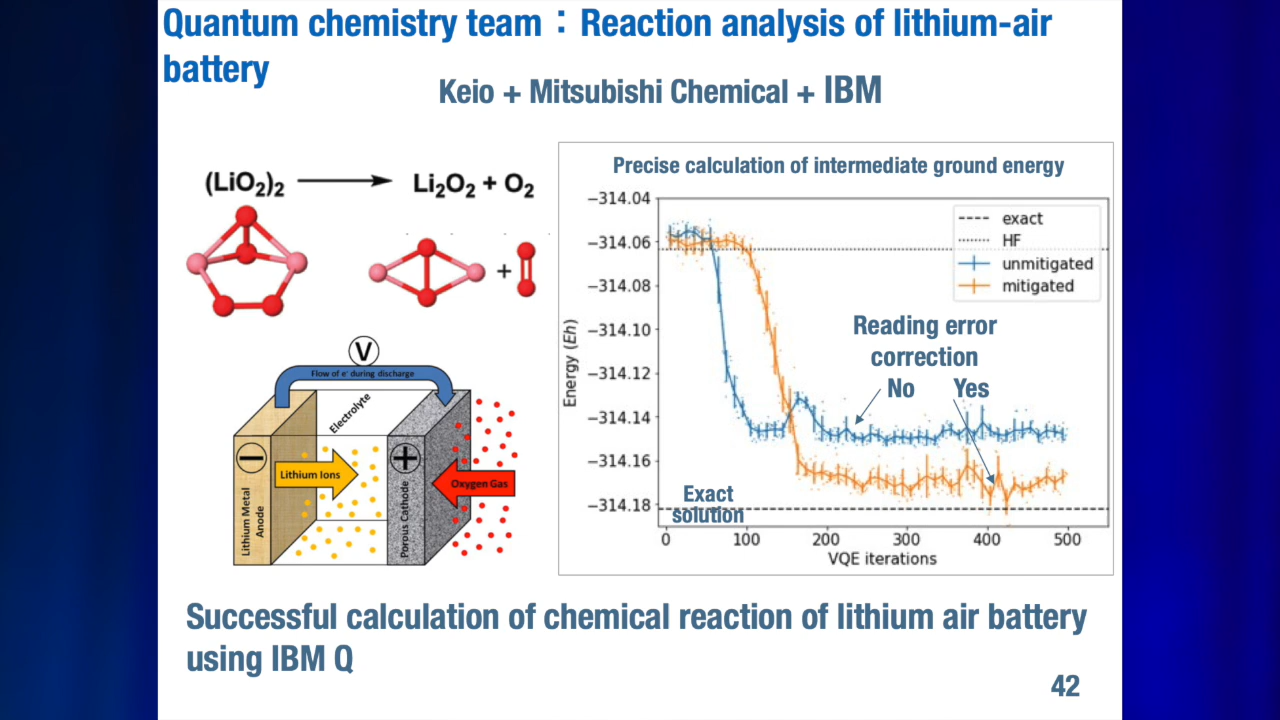 Quantum chemistry team：Reaction analysis of lithium-air
battery
Keio + Mitsubishi Chemical + IBM
(LiO₂)₂
Li₂O₂ + O₂
+
V
Flow of e⁻ during discharge
Electrolyte
−
+
Lithium Ions
Oxygen Gas
Lithium Metal
Anode
Porous Cathode
Precise calculation of intermediate ground energy
−314.04
−314.06
−314.08
−314.10
−314.12
−314.14
−314.16
−314.18
Energy (Eh)
exact
HF
unmitigated
mitigated
Reading error
correction
No Yes
Exact
solution
0 100 200 300 400 500
VQE iterations
Successful calculation of chemical reaction of lithium air battery
using IBM Q
42